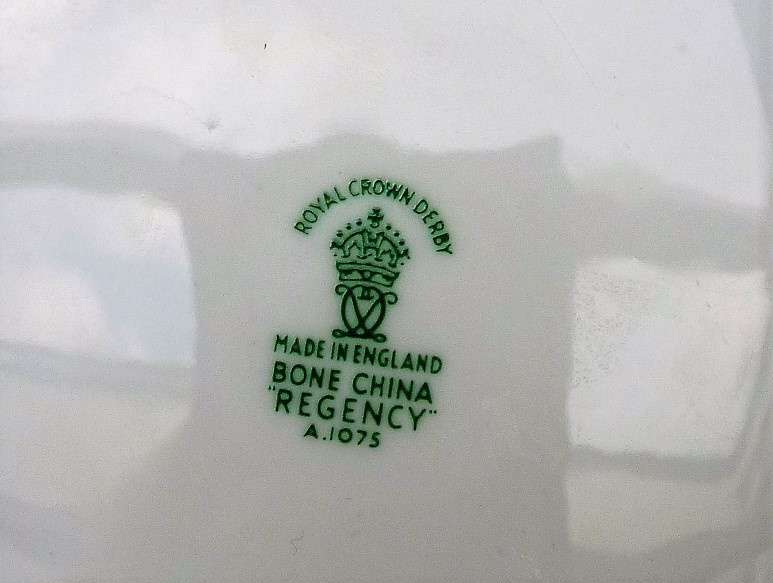 ROYAL CROWN DERBY
MADE IN ENGLAND
BONE CHINA
"REGENCY"
A.1075